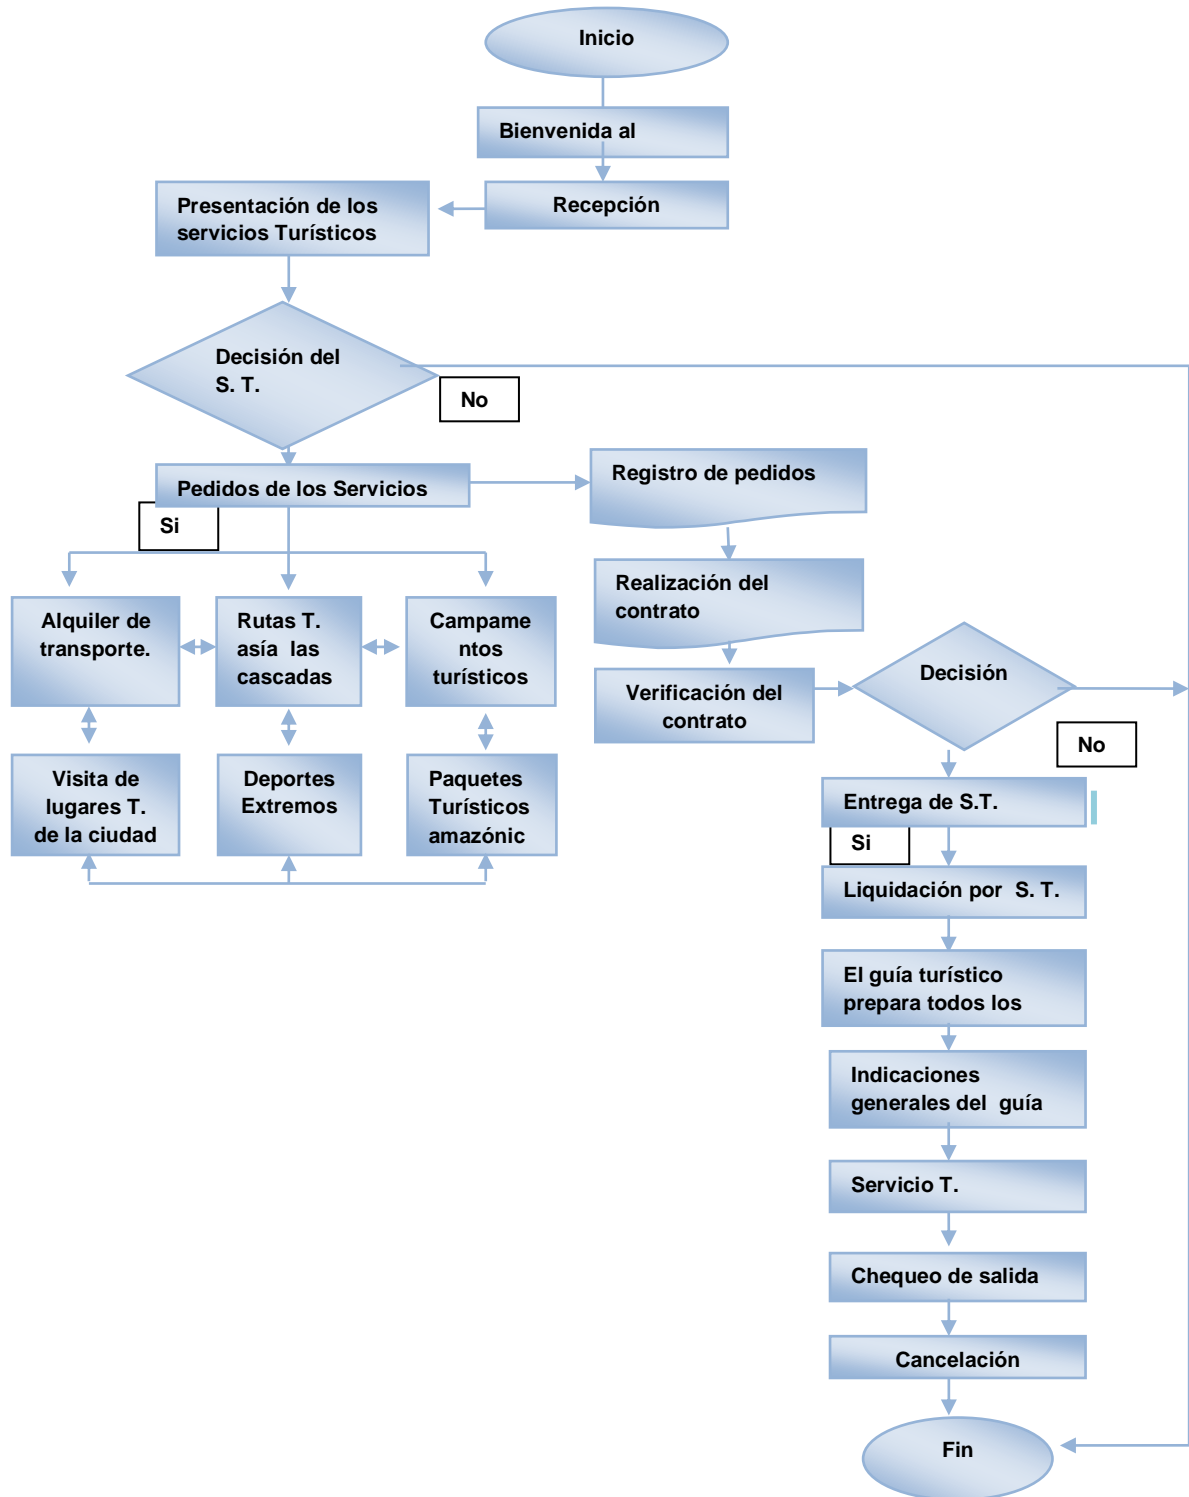 Inicio
Bienvenida al
Recepción
Presentación de los
servicios Turísticos
Decisión del
S. T.
No
Pedidos de los Servicios
Si
Registro de pedidos
Realización del
contrato
Verificación del
contrato
Decisión
No
Alquiler de
transporte.
Rutas T.
asía las
cascadas
Campame
ntos
turísticos
Visita de
lugares T.
de la ciudad
Deportes
Extremos
Paquetes
Turísticos
amazónic
Entrega de S.T.
Si
Liquidación por S. T.
El guía turístico
prepara todos los
Indicaciones
generales del guía
Servicio T.
Chequeo de salida
Cancelación
Fin